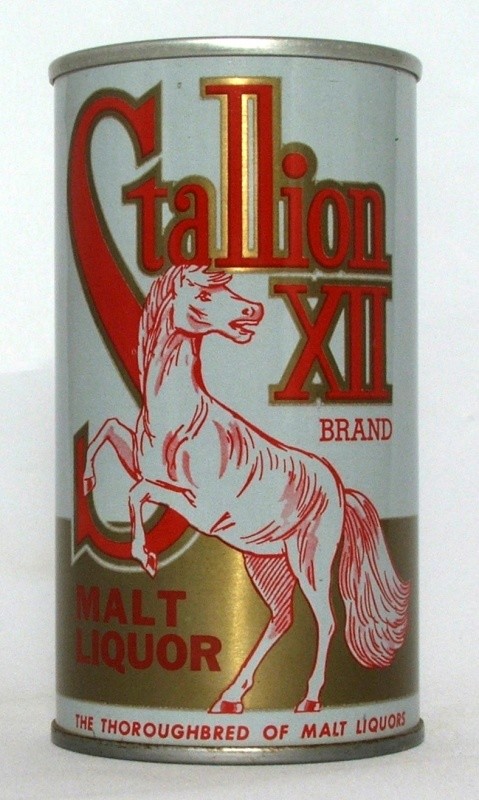 Stallion
XII
BRAND
MALT
LIQUOR
THE THOROUGHBRED OF MALT LIQUORS